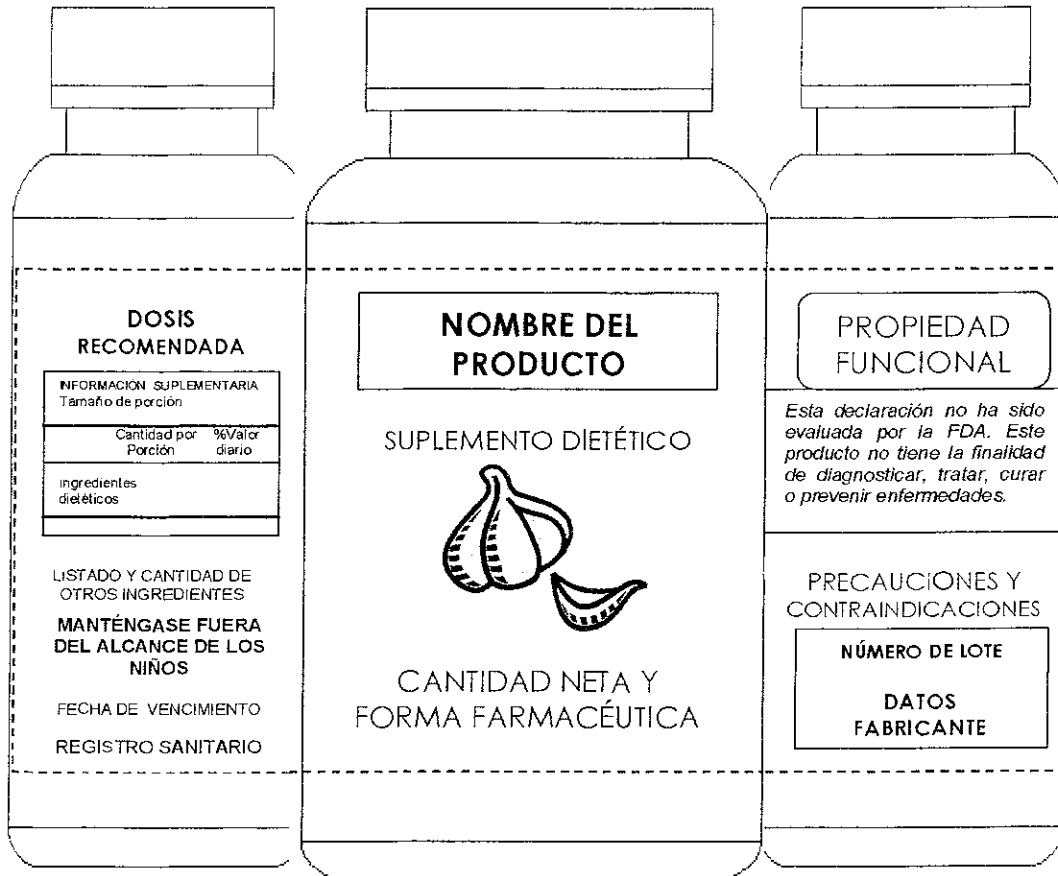 DOSIS
RECOMENDADA
INFORMACIÓN SUPLEMENTARIA
Tamaño de porción
Cantidad por %Valor
Porción diario
ingredientes
dietéticos
LISTADO Y CANTIDAD DE
OTROS INGREDIENTES
MANTÉNGASE FUERA
DEL ALCANCE DE LOS
NIÑOS
FECHA DE VENCIMIENTO
REGISTRO SANITARIO
NOMBRE DEL
PRODUCTO
SUPLEMENTO DIETÉTICO
CANTIDAD NETA Y
FORMA FARMACÉUTICA
PROPIEDAD
FUNCIONAL
Esta declaración no ha sido
evaluada por la FDA. Este
producto no tiene la finalidad
de diagnosticar, tratar, curar
o prevenir enfermedades.
PRECAUCIONES Y
CONTRAINDICACIONES
NÚMERO DE LOTE
DATOS
FABRICANTE